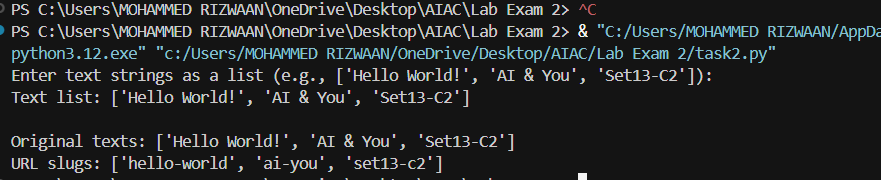 PS C:\Users\MOHAMMED RIZWAAN\OneDrive\Desktop\AIAC\Lab Exam 2> ^C
PS C:\Users\MOHAMMED RIZWAAN\OneDrive\Desktop\AIAC\Lab Exam 2> & "C:/Users/MOHAMMED RIZWAAN/AppDa
python3.12.exe" "c:/Users/MOHAMMED RIZWAAN/OneDrive/Desktop/AIAC/Lab Exam 2/task2.py"
Enter text strings as a list (e.g., ['Hello World!', 'AI & You', 'Set13-C2']):
Text list: ['Hello World!', 'AI & You', 'Set13-C2']
Original texts: ['Hello World!', 'AI & You', 'Set13-C2']
URL slugs: ['hello-world', 'ai-you', 'set13-c2']